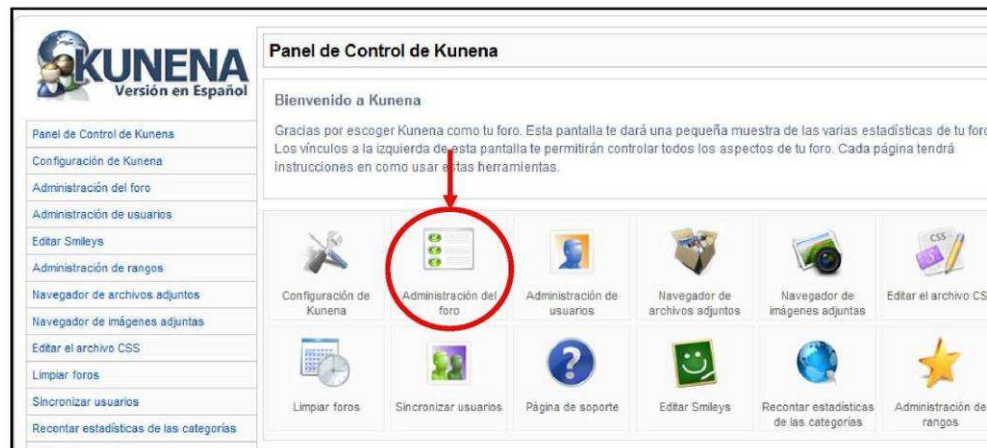 KUNENA
Versión en Español
Panel de Control de Kunena
Configuración de Kunena
Administración del foro
Administración de usuarios
Editar Smileys
Administración de rangos
Navegador de archivos adjuntos
Navegador de imágenes adjuntas
Editar el archivo CSS
Limpiar foros
Sincronizar usuarios
Recontar estadísticas de las categorías
Panel de Control de Kunena
Bienvenido a Kunena
Gracias por escoger Kunena como tu foro. Esta pantalla te dará una pequeña muestra de las varias estadísticas de tu foro
Los vínculos a la izquierda de esta pantalla te permitirán controlar todos los aspectos de tu foro. Cada página tendrá
instrucciones en como usar estas herramientas.
Configuración de
Kunena
Administración del
foro
Administración de
usuarios
Navegador de
archivos adjuntos
Navegador de
imágenes adjuntas
CSS
Editar el archivo CS
Limpiar foros
Sincronizar usuarios
Página de soporte
Editar Smileys
Recontar estadísticas
de las categorías
Administración de
rangos